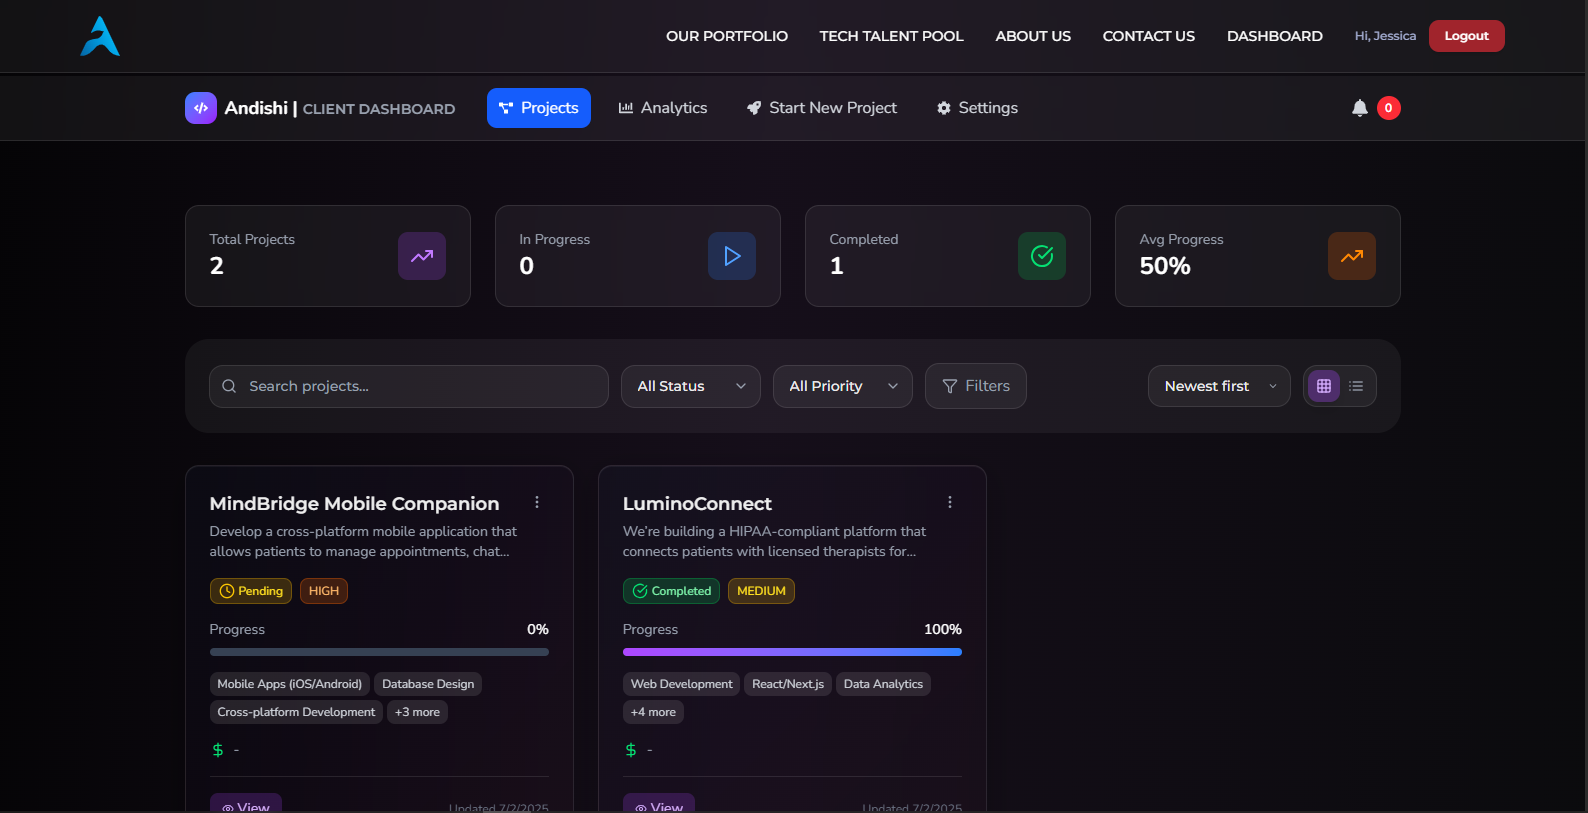 OUR PORTFOLIO TECH TALENT POOL ABOUT US CONTACT US DASHBOARD Hi, Jessica Logout
Andishi | CLIENT DASHBOARD Projects Analytics Start New Project Settings 0
Total Projects
2
In Progress
0
Completed
1
Avg Progress
50%
Search projects... All Status All Priority Filters Newest first
MindBridge Mobile Companion
Develop a cross-platform mobile application that
allows patients to manage appointments, chat...
Pending HIGH
Progress 0%
Mobile Apps (iOS/Android) Database Design
Cross-platform Development +3 more
$ -
View Updated 7/2/2025
LuminoConnect
We're building a HIPAA-compliant platform that
connects patients with licensed therapists for...
Completed MEDIUM
Progress 100%
Web Development React/Next.js Data Analytics
+4 more
$ -
View Updated 7/2/2025